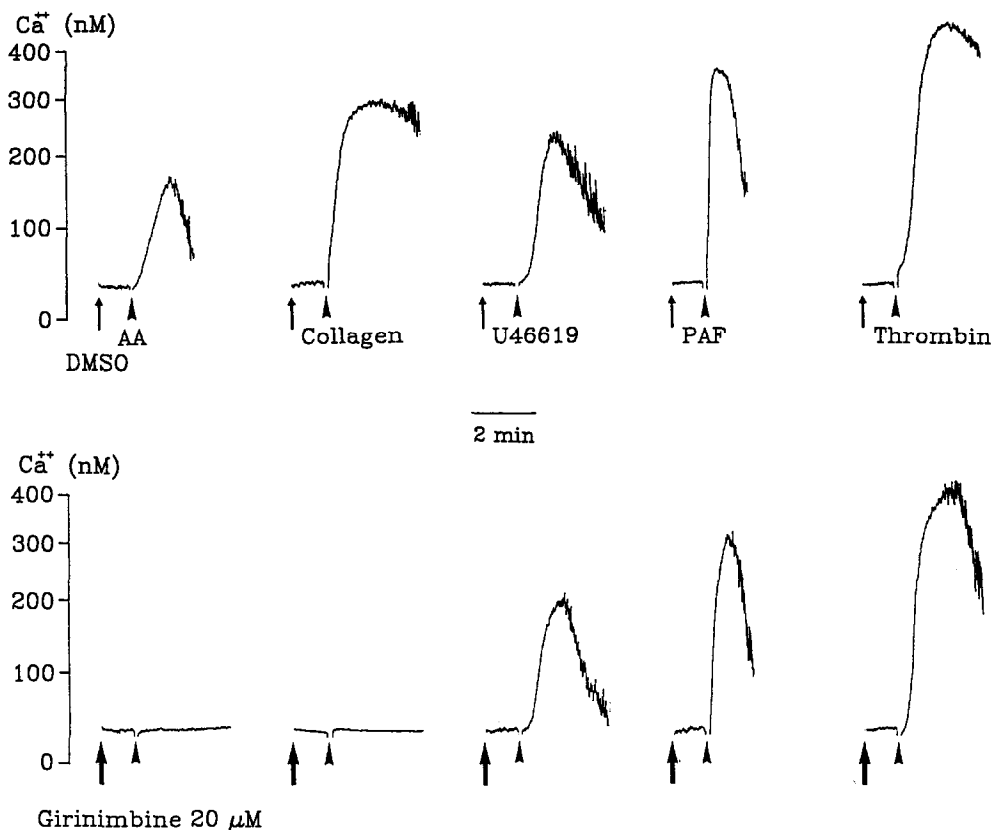 Ca++ (nM)
400
300
200
100
0
AA Collagen U46619 PAF Thrombin
DMSO
2 min
Ca++ (nM)
400
300
200
100
0
Girinimbine 20 μM